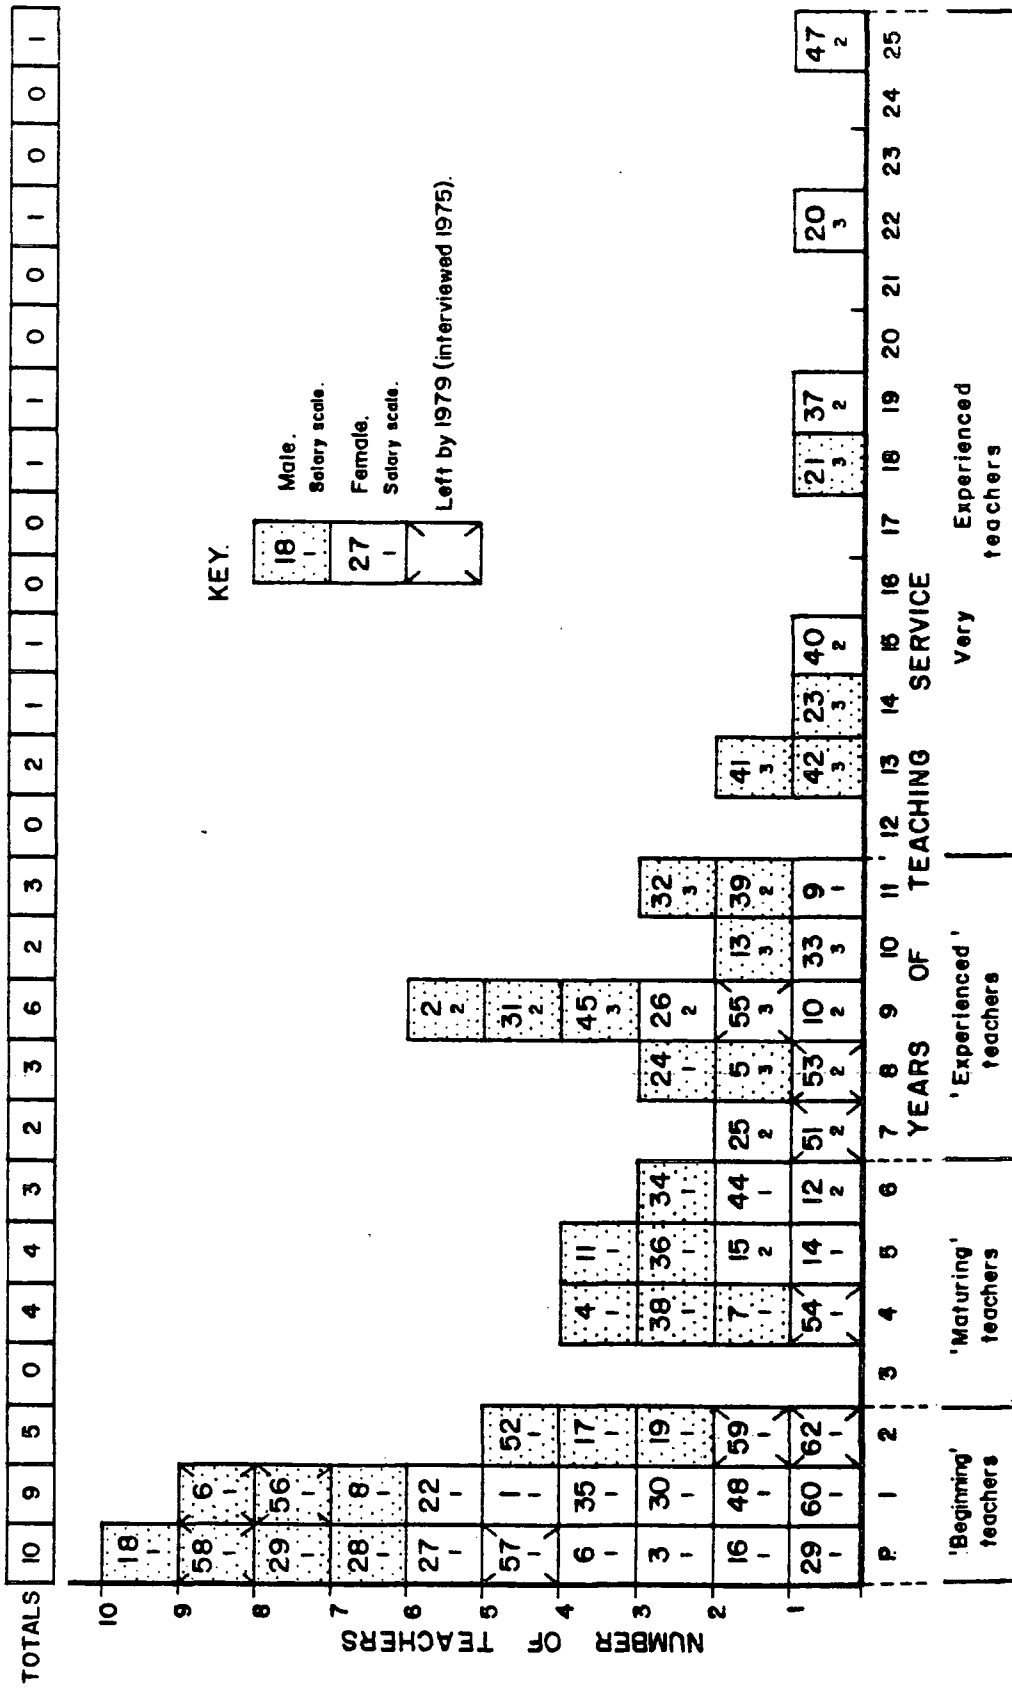 TOTALS 10 9 5 0 4 4 3 2 3 6 2 3 0 2 1 1 0 0 1 1 0 0 1 0 0 1
KEY.
18 Male.
1 Salary scale.
27 Female.
1 Salary scale.
Left by 1979 (interviewed 1975).
NUMBER OF TEACHERS
10
18
1
9
58 6
1 1
8
29 56
1 1
7
28 8
1 1
6
27 22 2
1 1 2
5
57 1 52 31
1 1 1 2
4
6 35 17 4 11 45
1 1 1 1 1 3
3
3 30 19 38 36 34 24 26 32
1 1 1 1 1 1 1 2 3
2
16 48 59 7 15 44 25 5 55 13 39 41
1 1 1 1 2 1 2 3 3 3 2 3
1
29 60 62 54 14 12 51 53 10 33 9 42 23 40 21 37 20 47
1 1 1 1 1 2 2 2 2 3 1 3 3 2 3 2 3 2
P. 1 2 3 4 5 6 7 8 9 10 11 12 13 14 15 16 17 18 19 20 21 22 23 24 25
YEARS OF TEACHING SERVICE
'Beginning' teachers
'Maturing' teachers
'Experienced' teachers
Very Experienced teachers